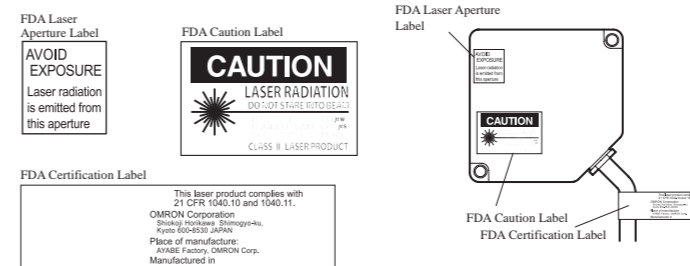 FDA Laser
Aperture Label
AVOID
EXPOSURE
Laser radiation
is emitted from
this aperture
FDA Caution Label
CAUTION
LASER RADIATION
DO NOT STARE INTO BEAM
CLASS II LASER PRODUCT
FDA Certification Label
This laser product complies with
21 CFR 1040.10 and 1040.11.
OMRON Corporation
Shiokoji Horikawa Shimogyo-ku,
Kyoto 600-8530 JAPAN
Place of manufacture:
AYABE Factory, OMRON Corp.
Manufactured in
FDA Laser Aperture
Label
AVOID
EXPOSURE
Laser radiation
is emitted from
this aperture
CAUTION
FDA Caution Label
FDA Certification Label